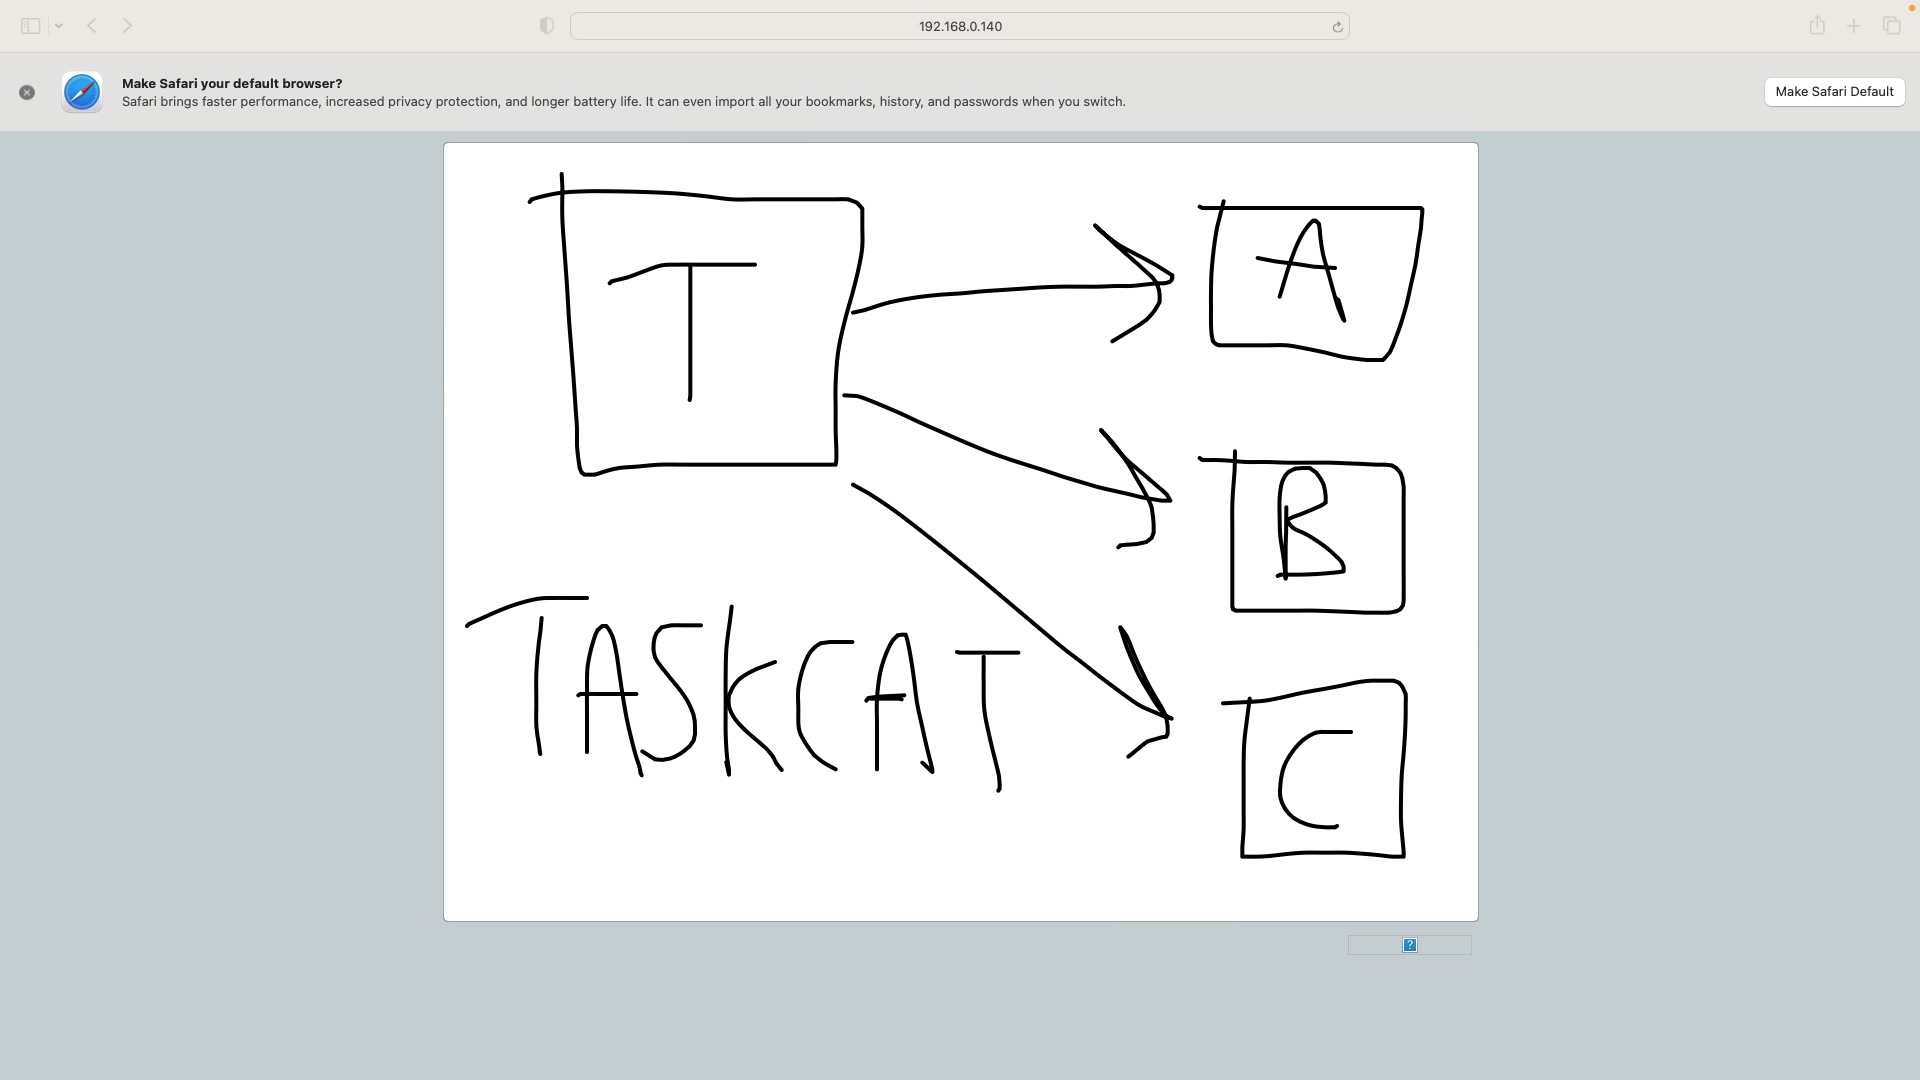 192.168.0.140
Make Safari your default browser?
Safari brings faster performance, increased privacy protection, and longer battery life. It can even import all your bookmarks, history, and passwords when you switch.
Make Safari Default
T
A
B
TASKCAT
C
?